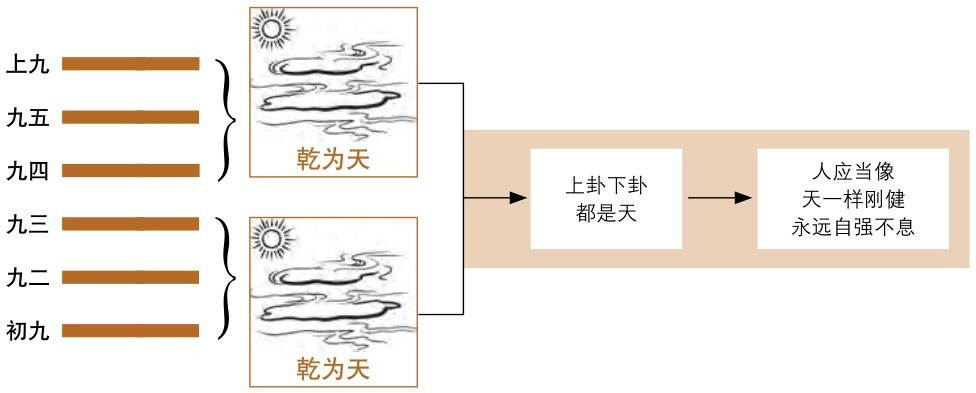 上九
九五
九四
九三
九二
初九
乾为天
乾为天
上卦下卦
都是天
人应当像
天一样刚健
永远自强不息